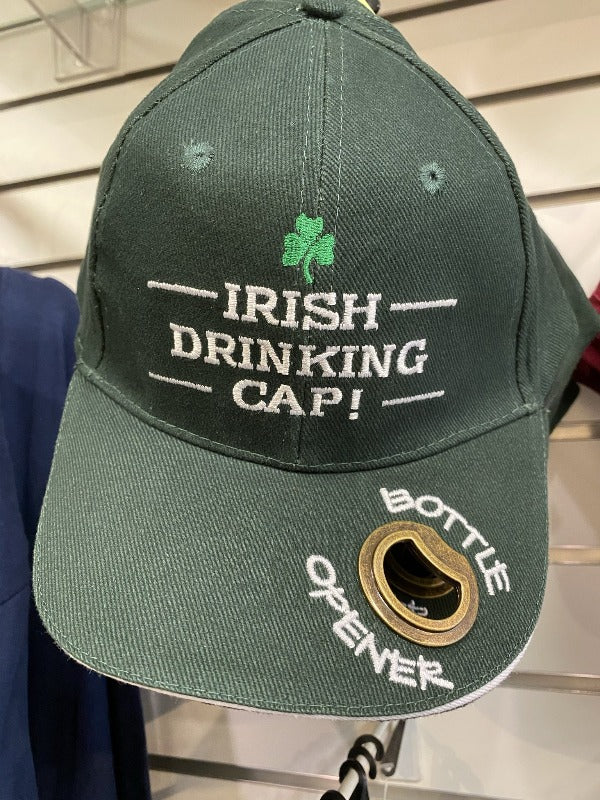 IRISH
DRINKING
CAP!
BOTTLE
OPENER